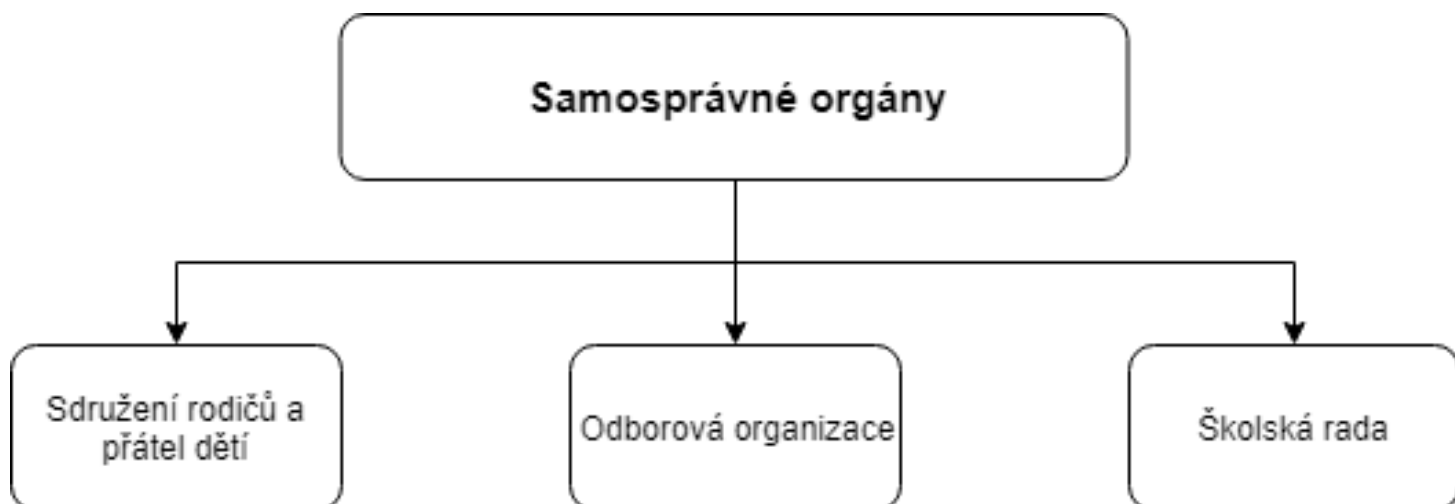 Samosprávné orgány
Sdružení rodičů a
přátel dětí
Odborová organizace
Školská rada